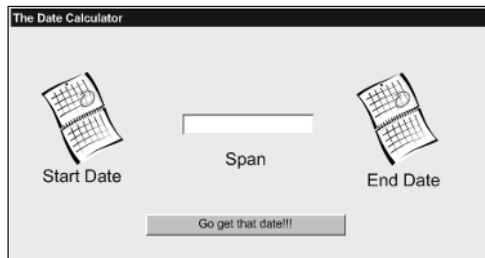 The Date Calculator
Start Date
Span
End Date
Go get that date!!!